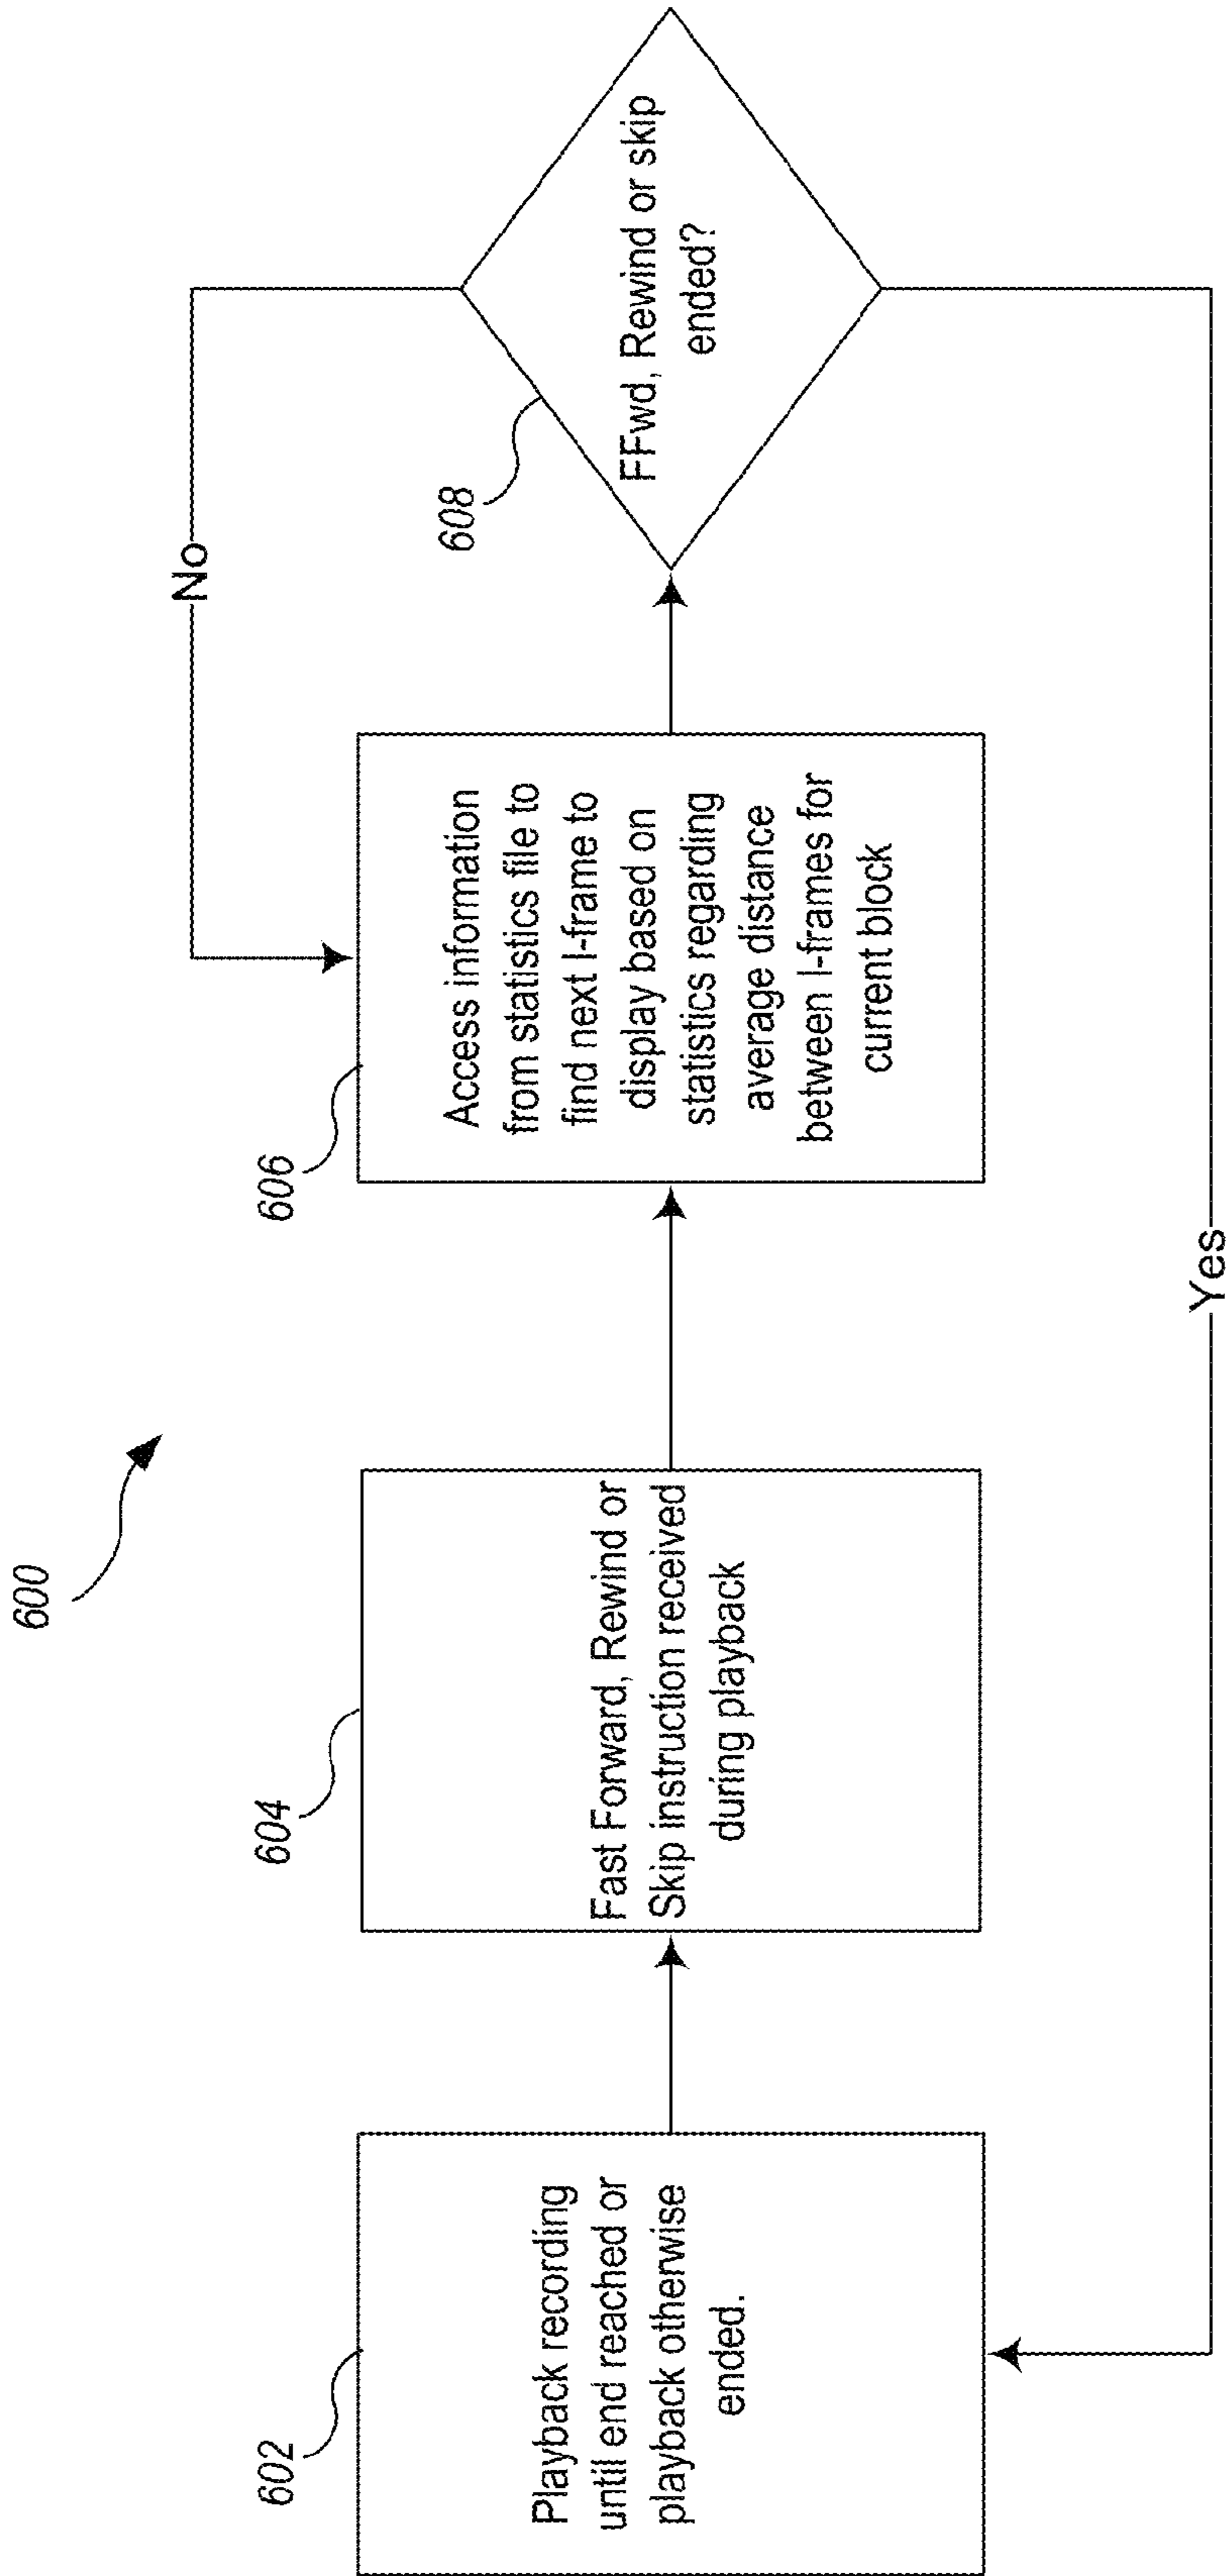 600
602
Playback recording
until end reached or
playback otherwise
ended.
604
Fast Forward, Rewind or
Skip instruction received
during playback
606
Access information
from statistics file to
find next I-frame to
display based on
statistics regarding
average distance
between I-frames for
current block
608
FFwd, Rewind or skip
ended?
No
Yes